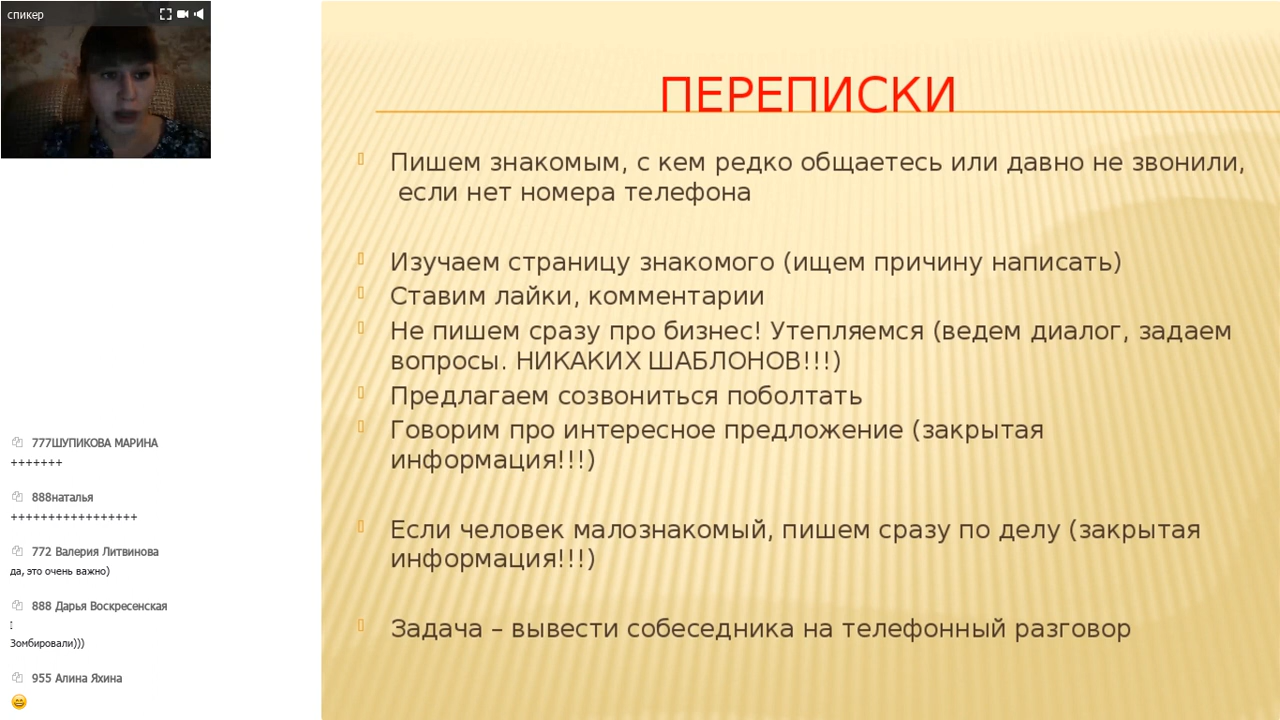 спикер
ПЕРЕПИСКИ
Пишем знакомым, с кем редко общаетесь или давно не звонили,
если нет номера телефона
Изучаем страницу знакомого (ищем причину написать)
Ставим лайки, комментарии
Не пишем сразу про бизнес! Утепляемся (ведем диалог, задаем
вопросы. НИКАКИХ ШАБЛОНОВ!!!)
Предлагаем созвониться поболтать
Говорим про интересное предложение (закрытая
информация!!!)
Если человек малознакомый, пишем сразу по делу (закрытая
информация!!!)
Задача – вывести собеседника на телефонный разговор
777ШУПИКОВА МАРИНА
+++++++
888наталья
+++++++++++++++++
772 Валерия Литвинова
да, это очень важно)
888 Дарья Воскресенская
Зомбировали)))
955 Алина Яхина